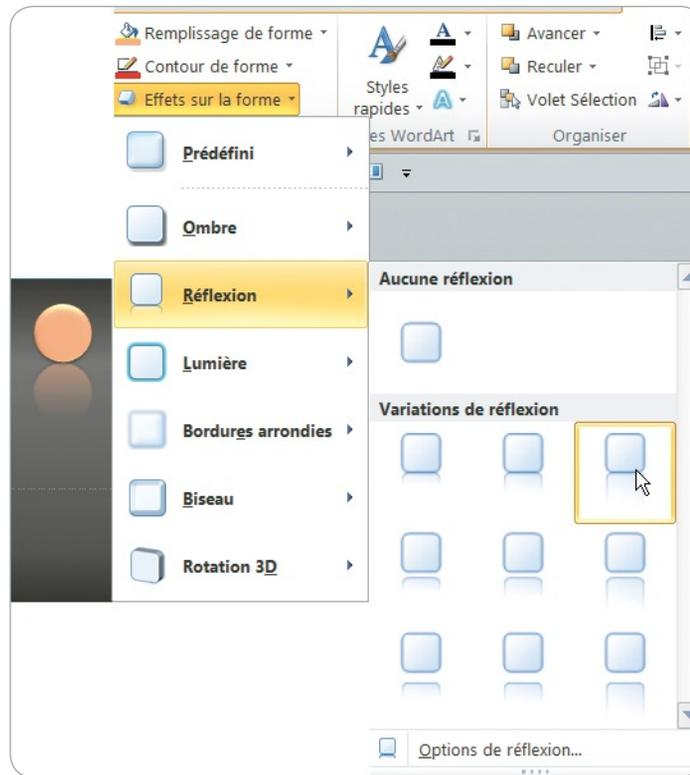 Remplissage de forme
Contour de forme
Effets sur la forme
Styles
rapides
A
A
Avancer
Reculer
Volet Sélection
es WordArt
Organiser
Prédéfini
Ombre
Réflexion
Lumière
Bordures arrondies
Biseau
Rotation 3D
Aucune réflexion
Variations de réflexion
Options de réflexion...